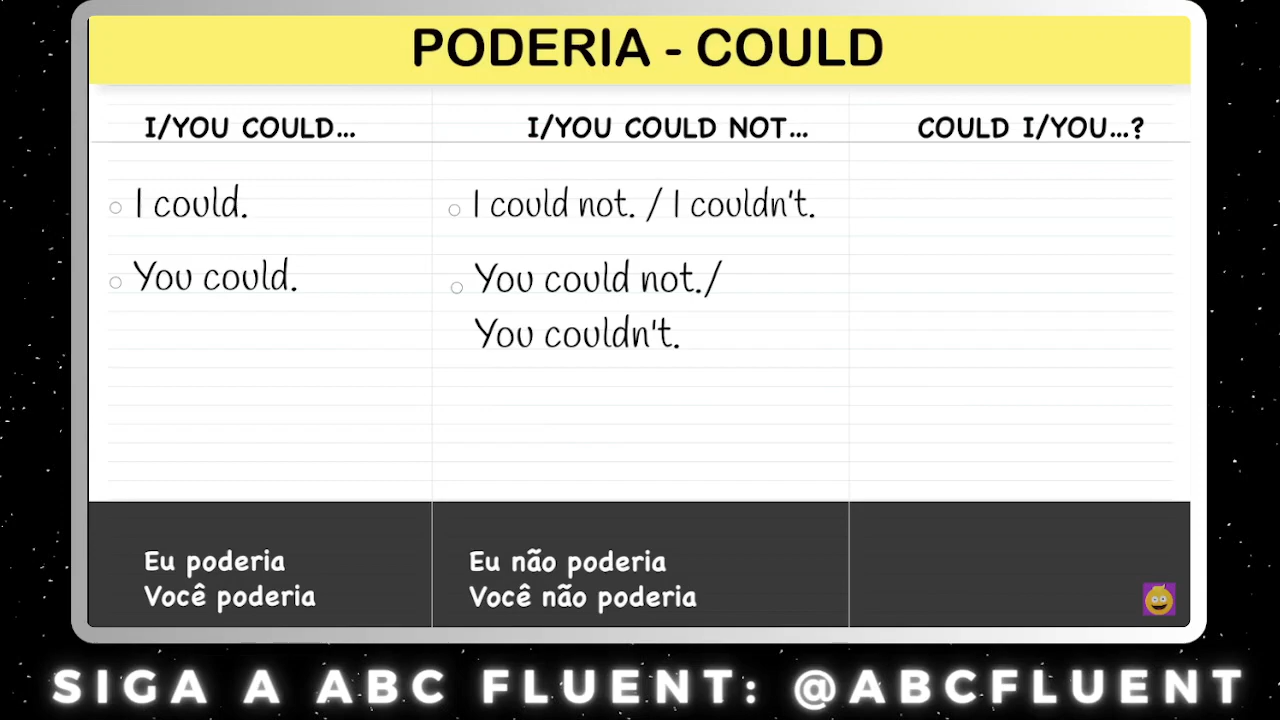 PODERIA - COULD
I/YOU COULD...
I/YOU COULD NOT...
COULD I/YOU...?
I could.
I could not. / I couldn't.
You could.
You could not./
You couldn't.
Eu poderia
Você poderia
Eu não poderia
Você não poderia
SIGA A ABC FLUENT: @ABCFLUENT